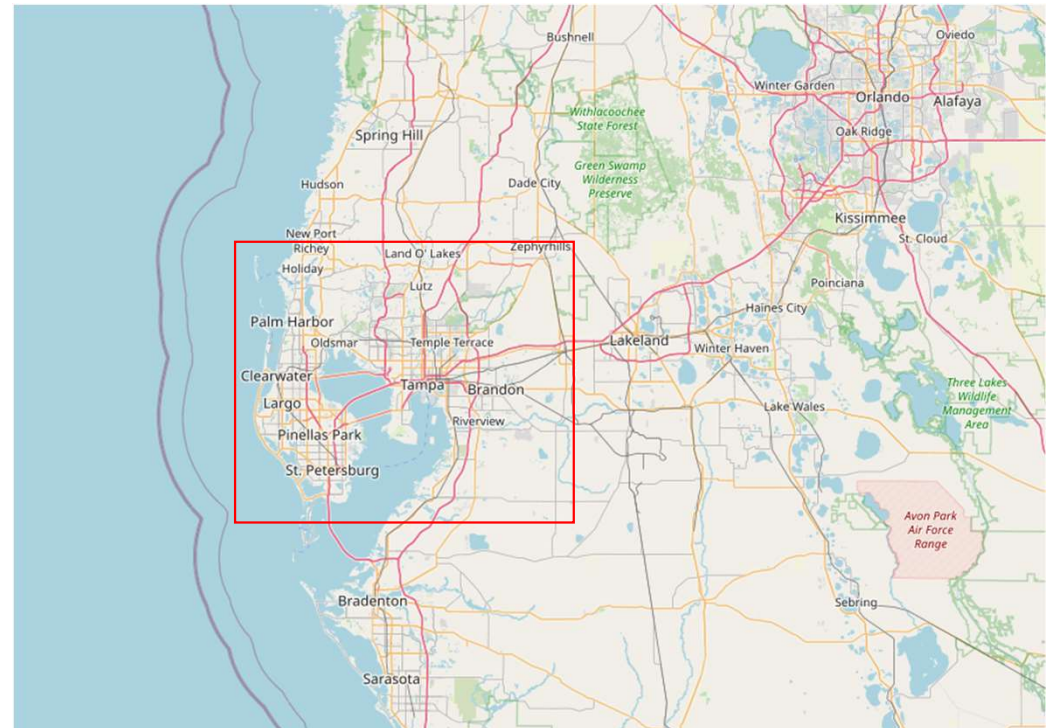 Bushnell
Oviedo
Winter Garden
Orlando
Alafaya
Withlacoochee
State Forest
Spring Hill
Oak Ridge
Green Swamp
Wilderness
Preserve
Hudson
Dade City
Kissimmee
New Port
Richey
St. Cloud
Zephyrhills
Land O' Lakes
Holiday
Lutz
Poinciana
Haines City
Palm Harbor
Oldsmar
Temple Terrace
Lakeland
Winter Haven
Clearwater
Tampa
Brandon
Three Lakes
Wildlife
Management
Area
Largo
Lake Wales
Riverview
Pinellas Park
St. Petersburg
Avon Park
Air Force
Range
Bradenton
Sebring
Sarasota